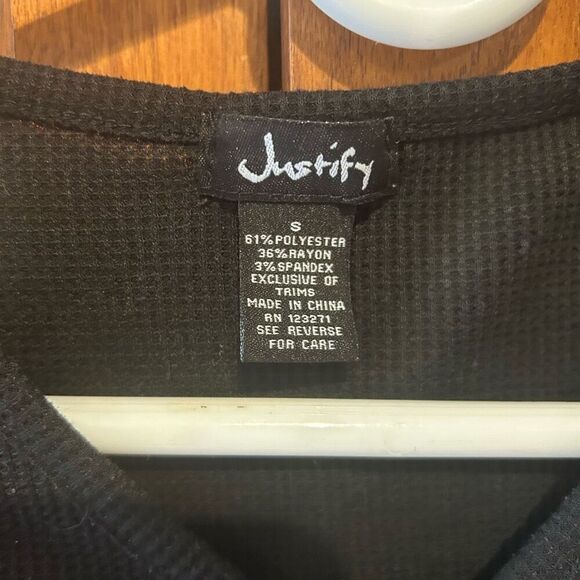 Justify
S
61% POLYESTER
36% RAYON
3% SPANDEX
EXCLUSIVE OF
TRIMS
MADE IN CHINA
RN 123271
SEE REVERSE
FOR CARE